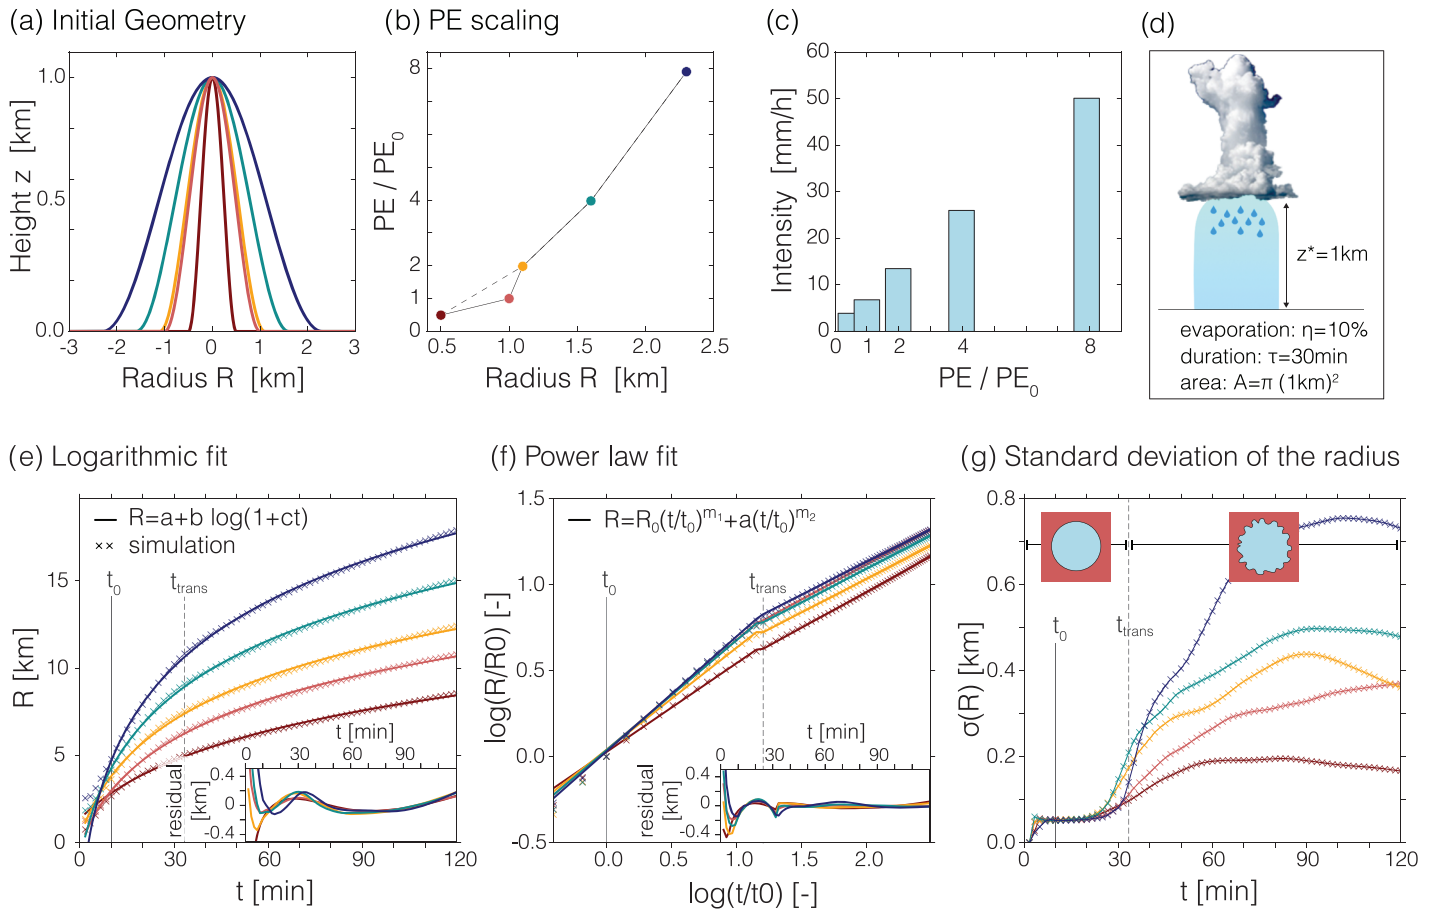 (a) Initial Geometry
Height z [km]
1.0
0.5
0.0
-3 -2 -1 0 1 2 3
Radius R [km]
(b) PE scaling
PE / PE0
8
4
2
1
0
0.5 1.0 1.5 2.0 2.5
Radius R [km]
(c)
Intensity [mm/h]
60
50
40
30
20
10
0
0 1 2 4 8
PE / PE0
(d)
z*=1km
evaporation: η=10%
duration: τ=30min
area: A=π (1km)²
(e) Logarithmic fit
R=a+b log(1+ct)
simulation
t0
ttrans
R [km]
15
10
5
0
0 30 60 90 120
t [min]
t [min]
0 30 60 90
residual
[km]
0.4
0
-0.4
(f) Power law fit
R=R0(t/t0)^m1+a(t/t0)^m2
t0
ttrans
log(R/R0) [-]
1.5
1.0
0.5
0.0
-0.5
0.0 0.5 1.0 1.5 2.0
log(t/t0) [-]
t [min]
0 30 60 90
residual
[km]
0.4
0
-0.4
(g) Standard deviation of the radius
σ(R) [km]
0.8
0.6
0.4
0.2
0.0
t0
ttrans
0 30 60 90 120
t [min]